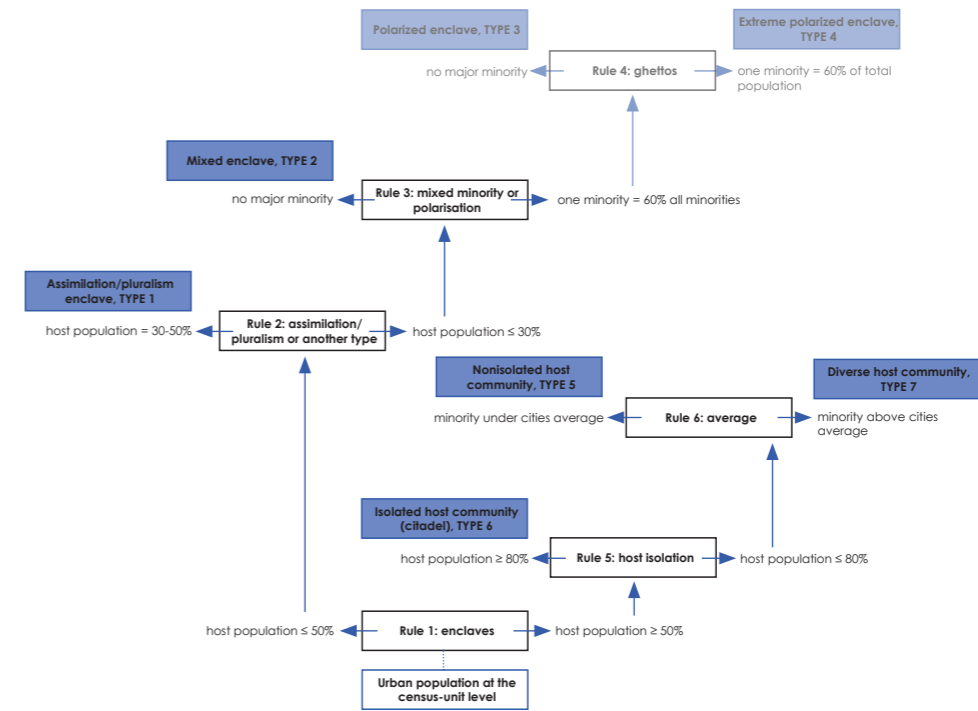 Polarized enclave, TYPE 3
Extreme polarized enclave,
TYPE 4
no major minority
Rule 4: ghettos
one minority = 60% of total
population
Mixed enclave, TYPE 2
no major minority
Rule 3: mixed minority or
polarisation
one minority = 60% all minorities
Assimilation/pluralism
enclave, TYPE 1
host population = 30-50%
Rule 2: assimilation/
pluralism or another type
host population ≤ 30%
Nonisolated host
community, TYPE 5
Diverse host community,
TYPE 7
minority under cities average
Rule 6: average
minority above cities
average
Isolated host community
(citadel), TYPE 6
host population ≥ 80%
Rule 5: host isolation
host population ≤ 80%
host population ≤ 50%
Rule 1: enclaves
host population ≥ 50%
Urban population at the
census-unit level